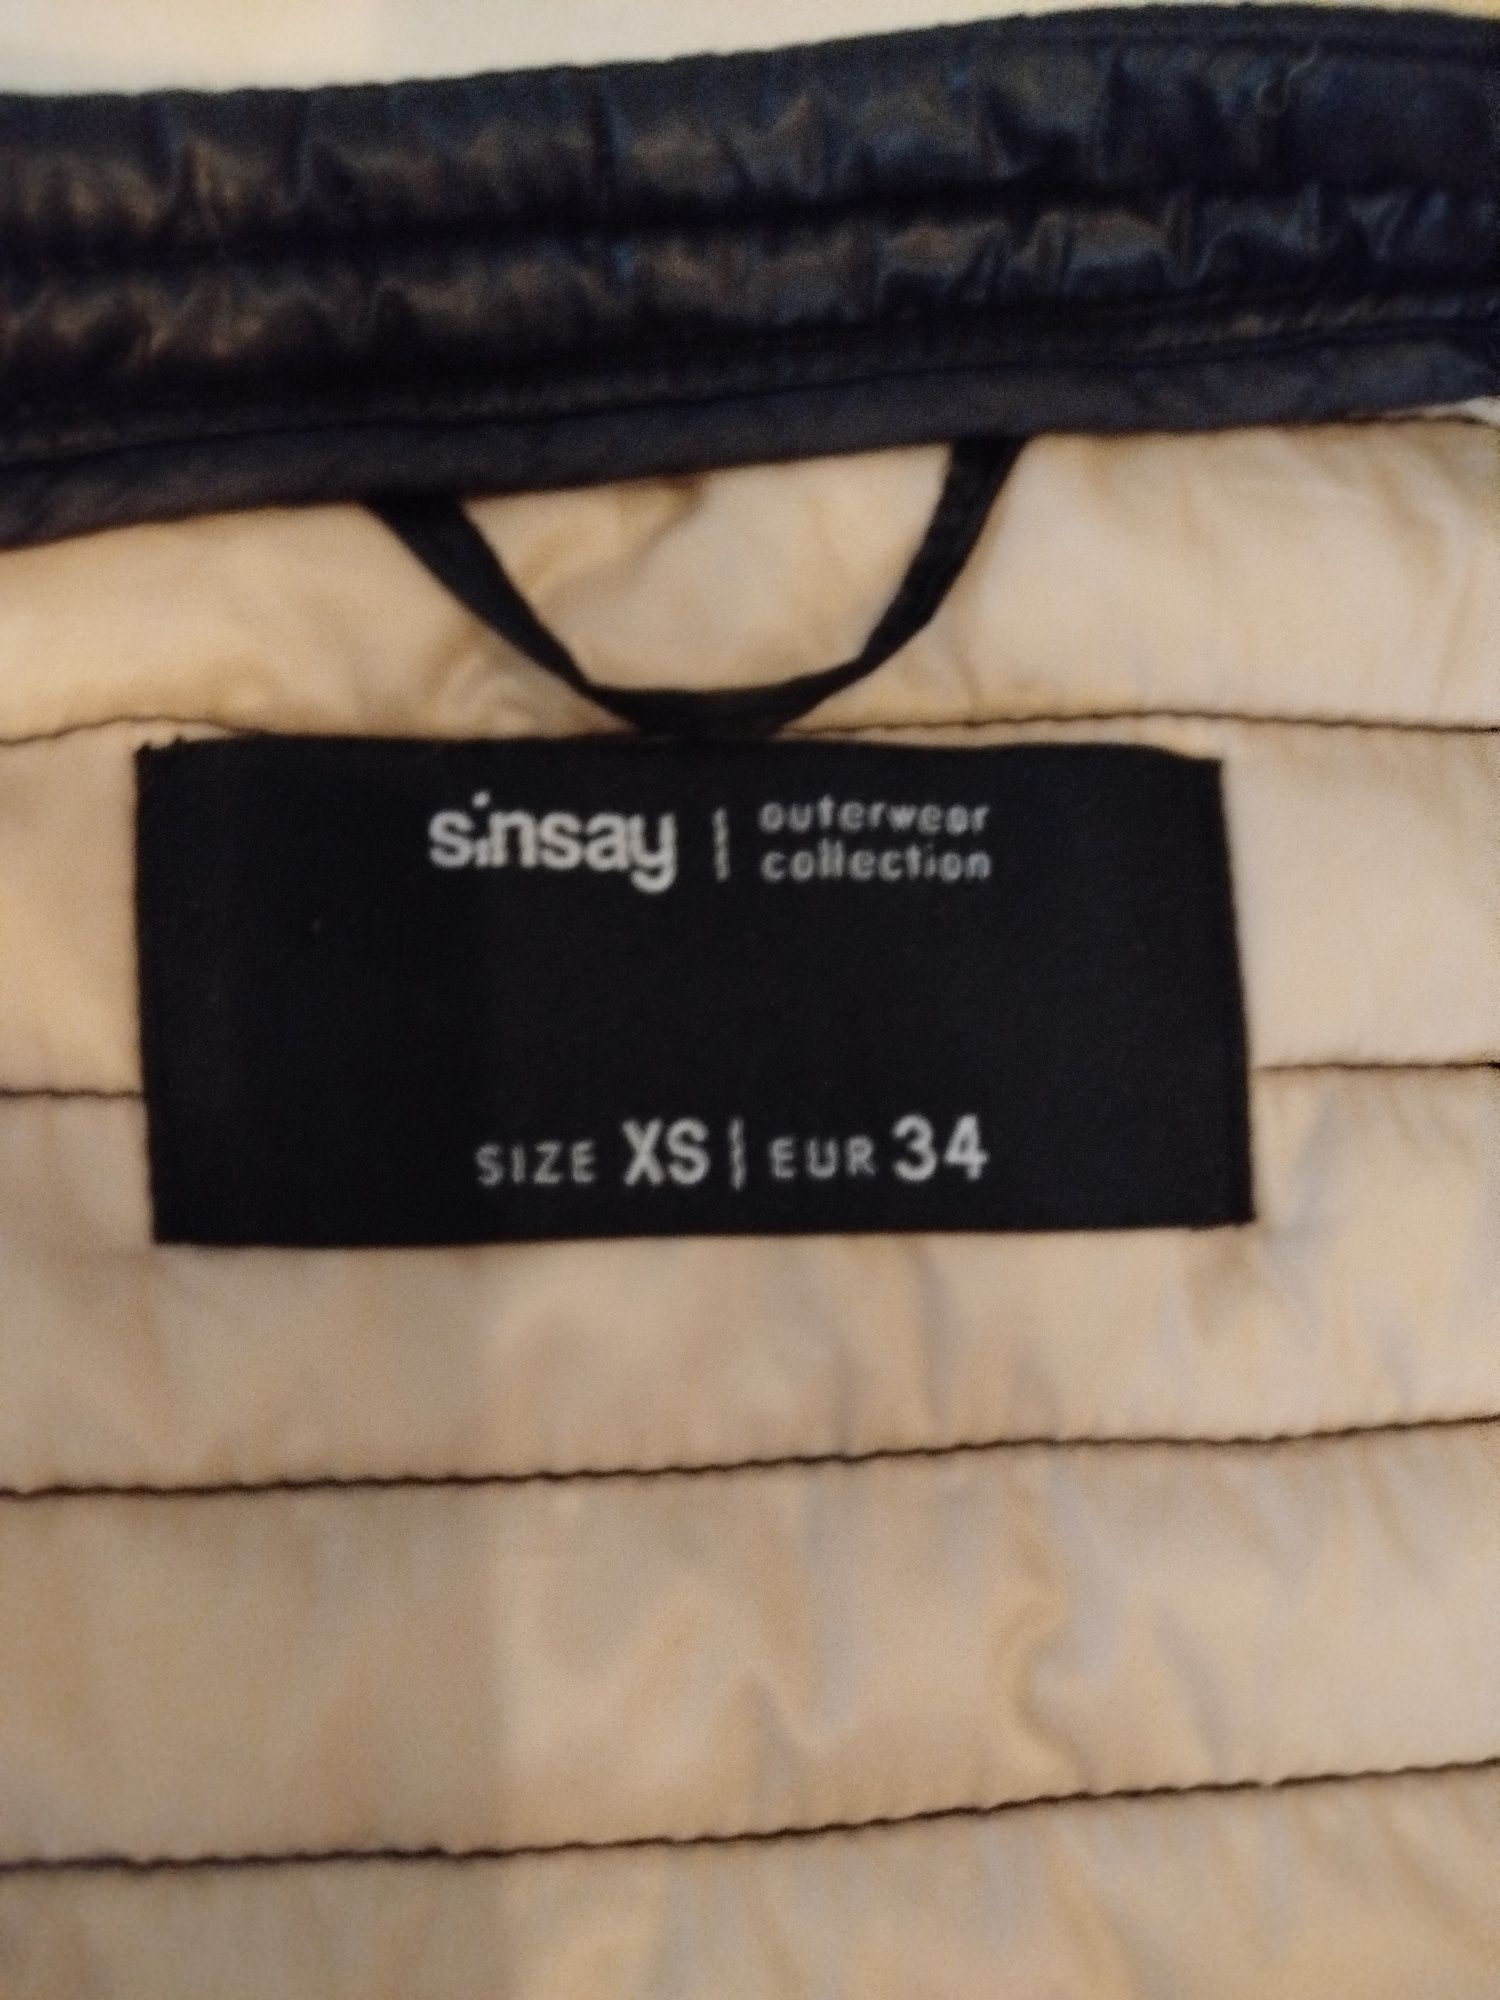 sinsay | outerwear
collection
SIZE XS | EUR 34